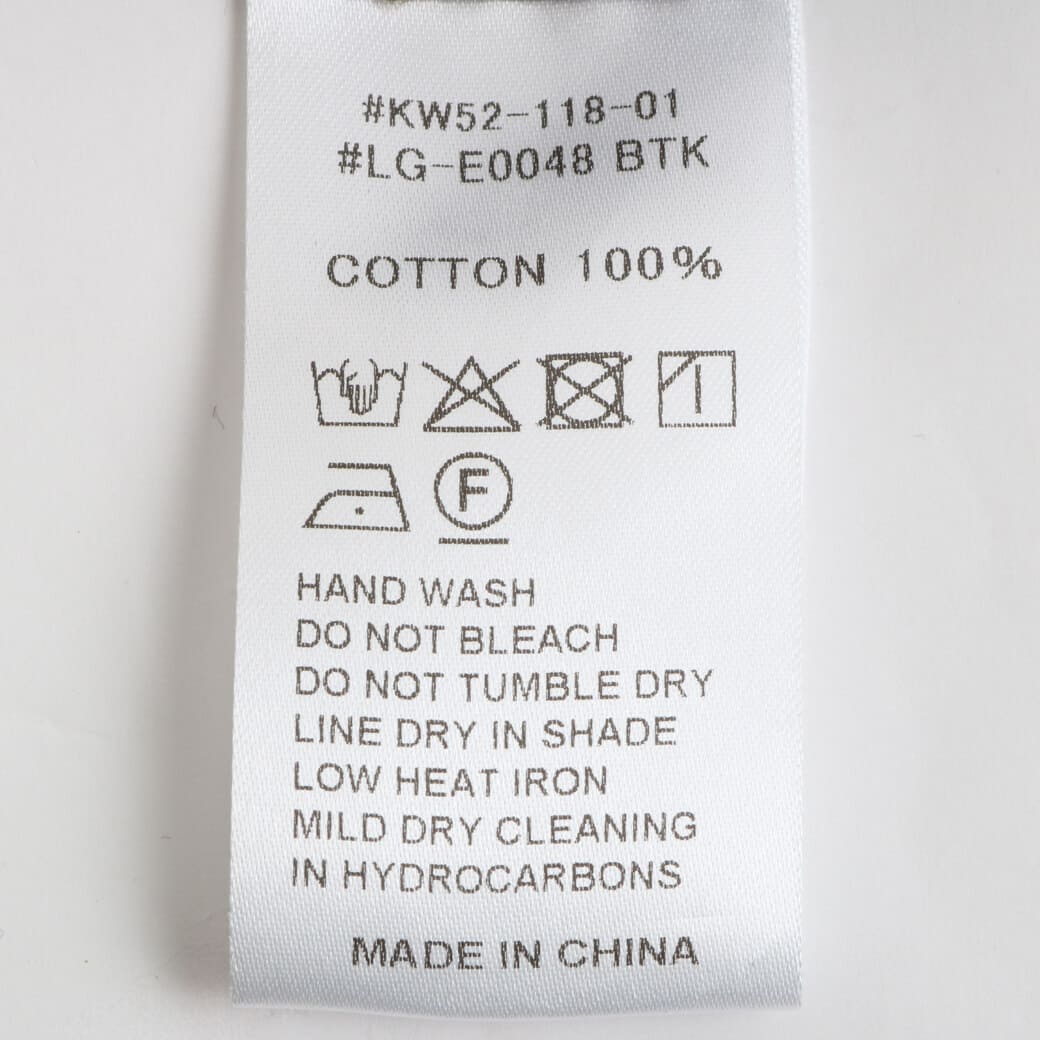 #KW52-118-01
#LG-E0048 BTK
COTTON 100%
F
HAND WASH
DO NOT BLEACH
DO NOT TUMBLE DRY
LINE DRY IN SHADE
LOW HEAT IRON
MILD DRY CLEANING
IN HYDROCARBONS
MADE IN CHINA